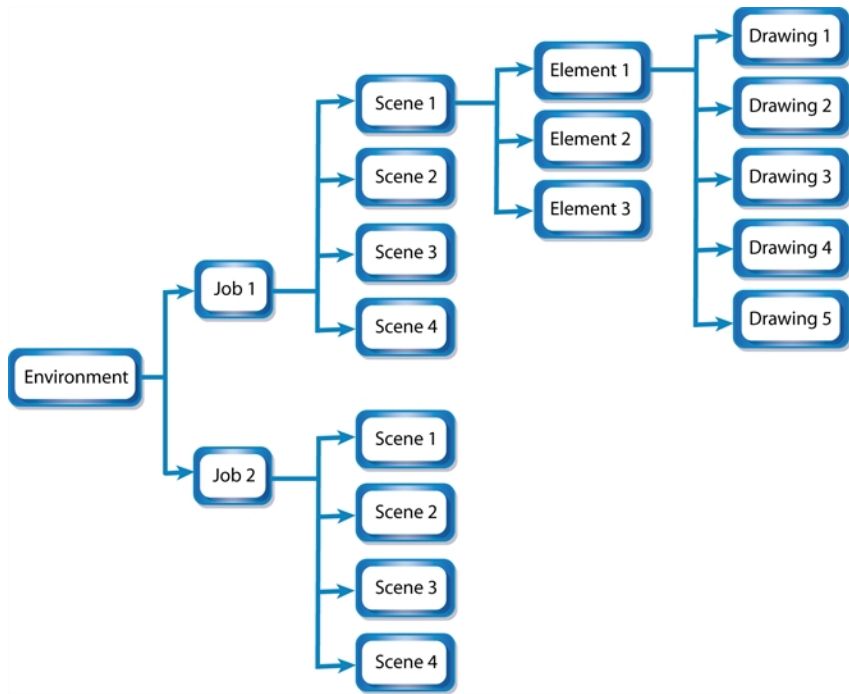 Environment
Job 1
Scene 1
Element 1
Drawing 1
Drawing 2
Drawing 3
Drawing 4
Drawing 5
Element 2
Element 3
Scene 2
Scene 3
Scene 4
Job 2
Scene 1
Scene 2
Scene 3
Scene 4